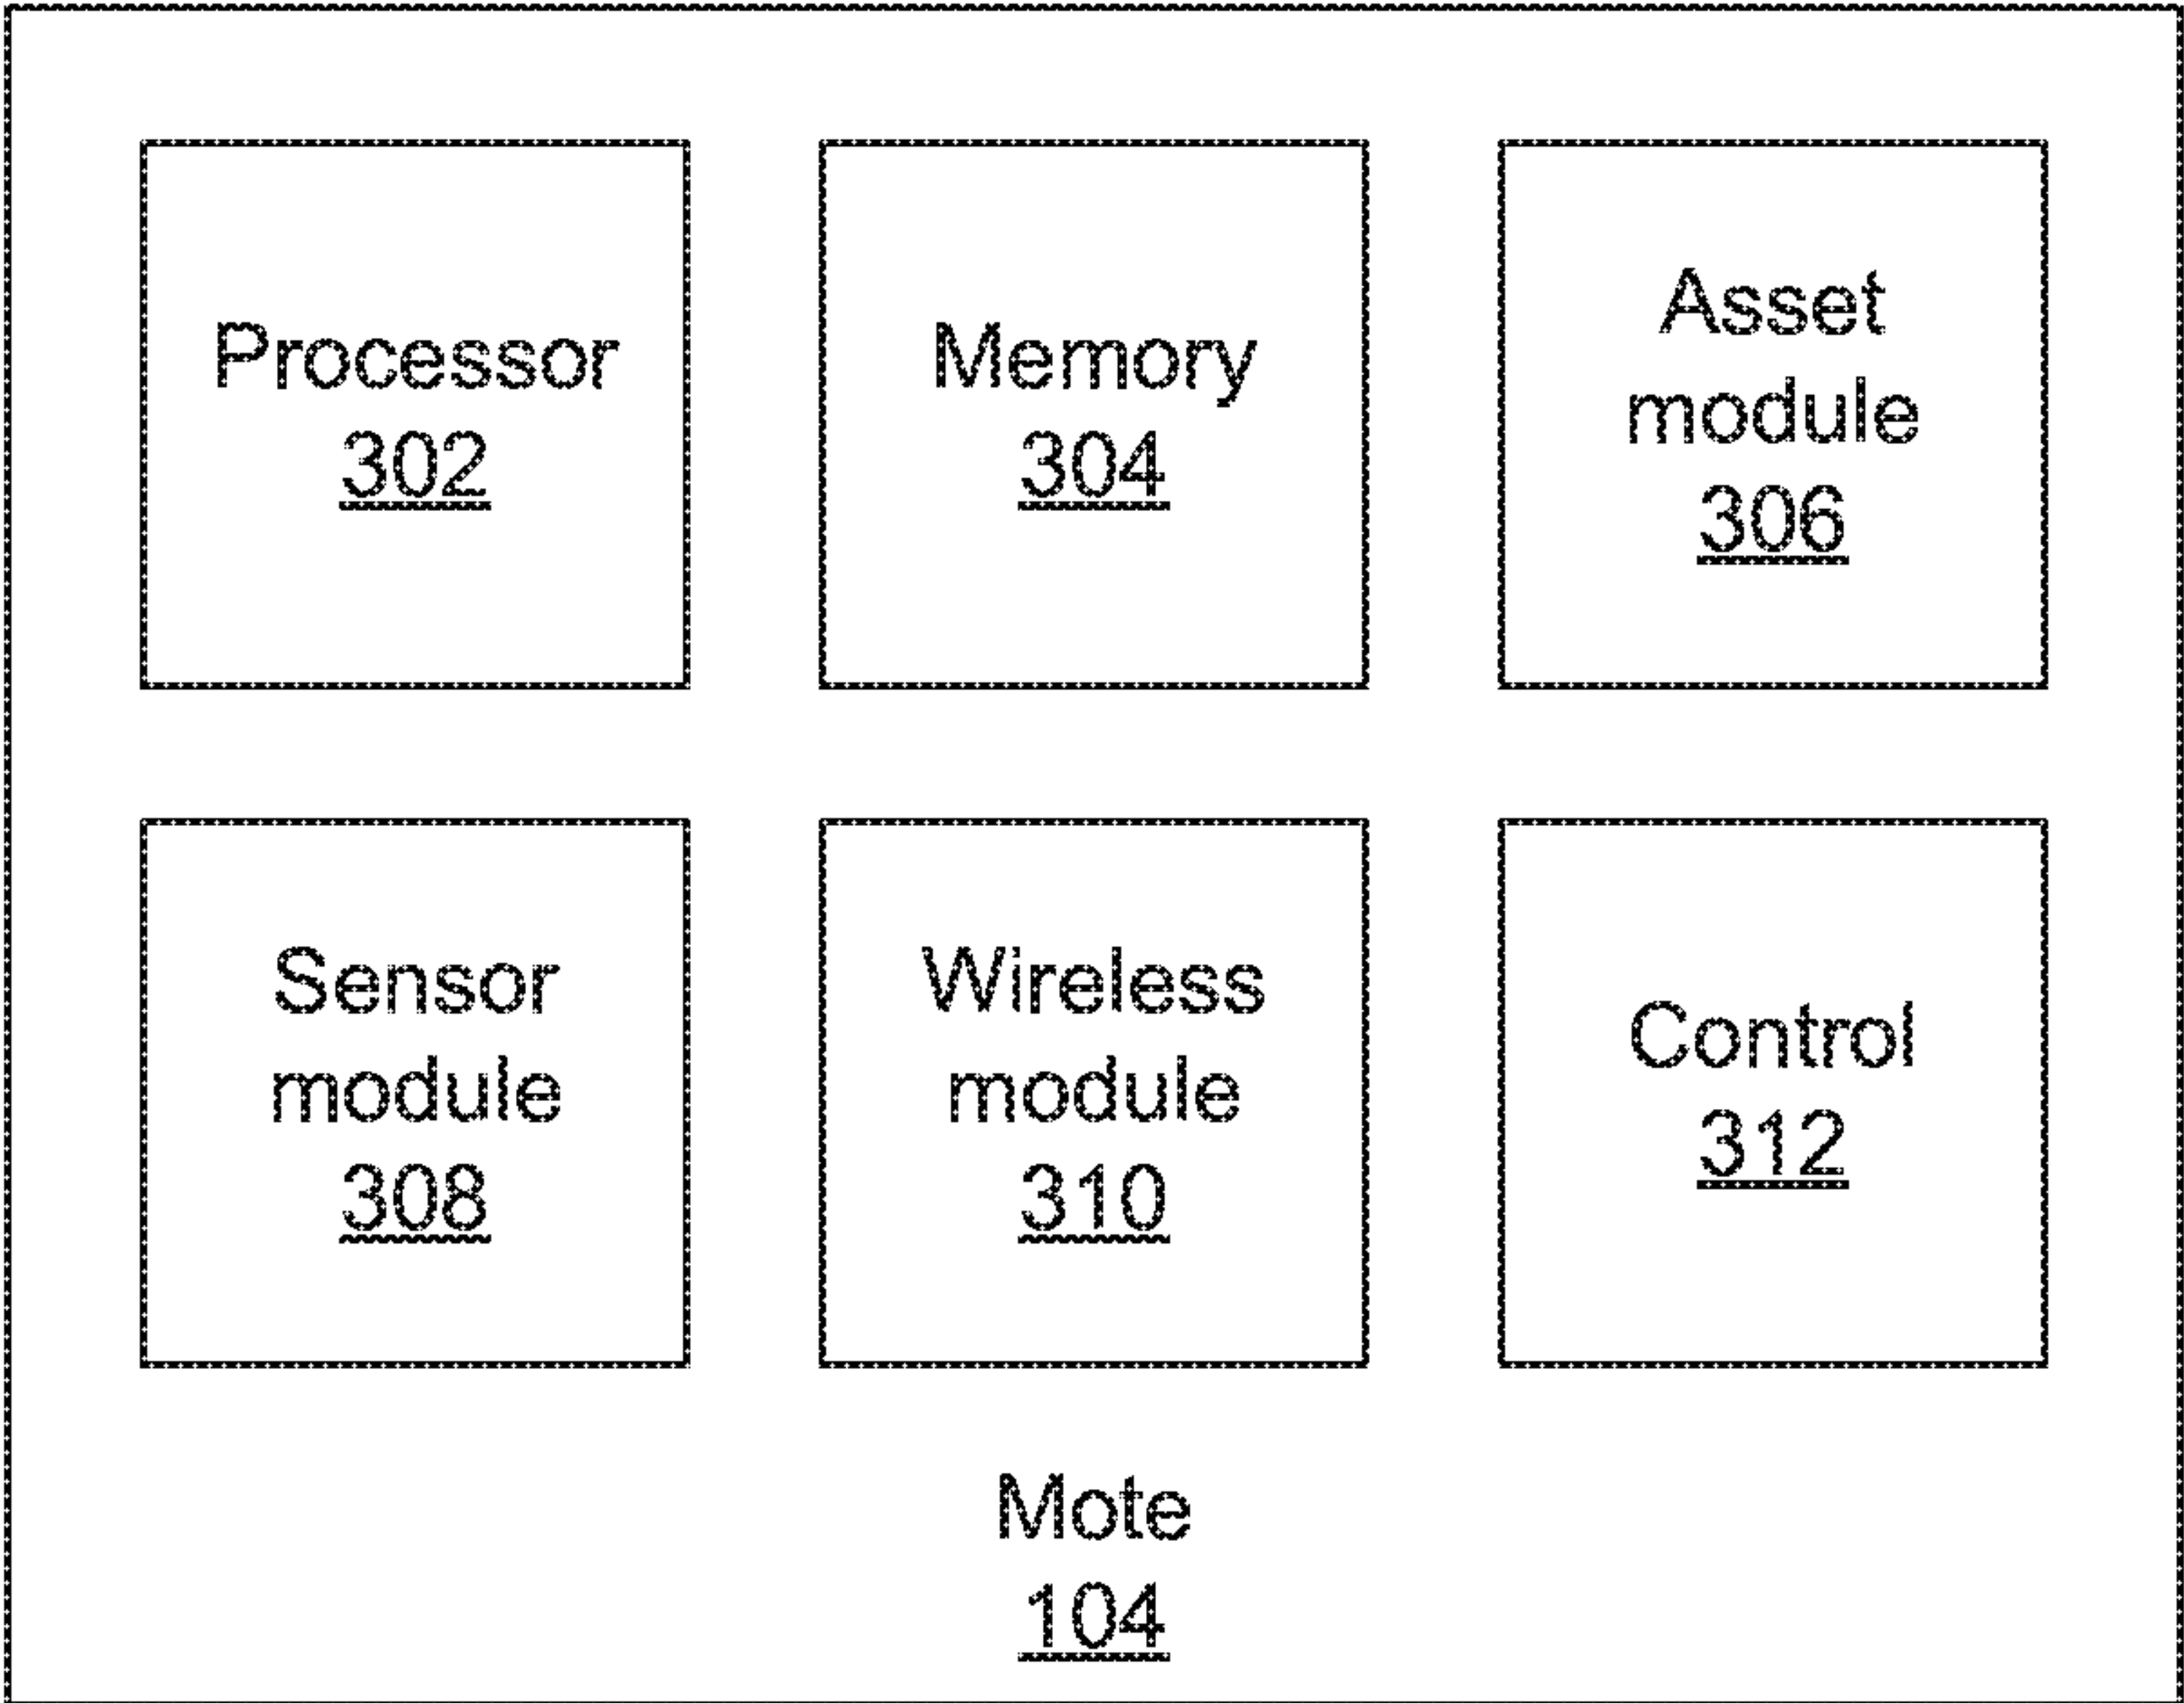 Processor
302
Memory
304
Asset
module
306
Sensor
module
308
Wireless
module
310
Control
312
Mote
104